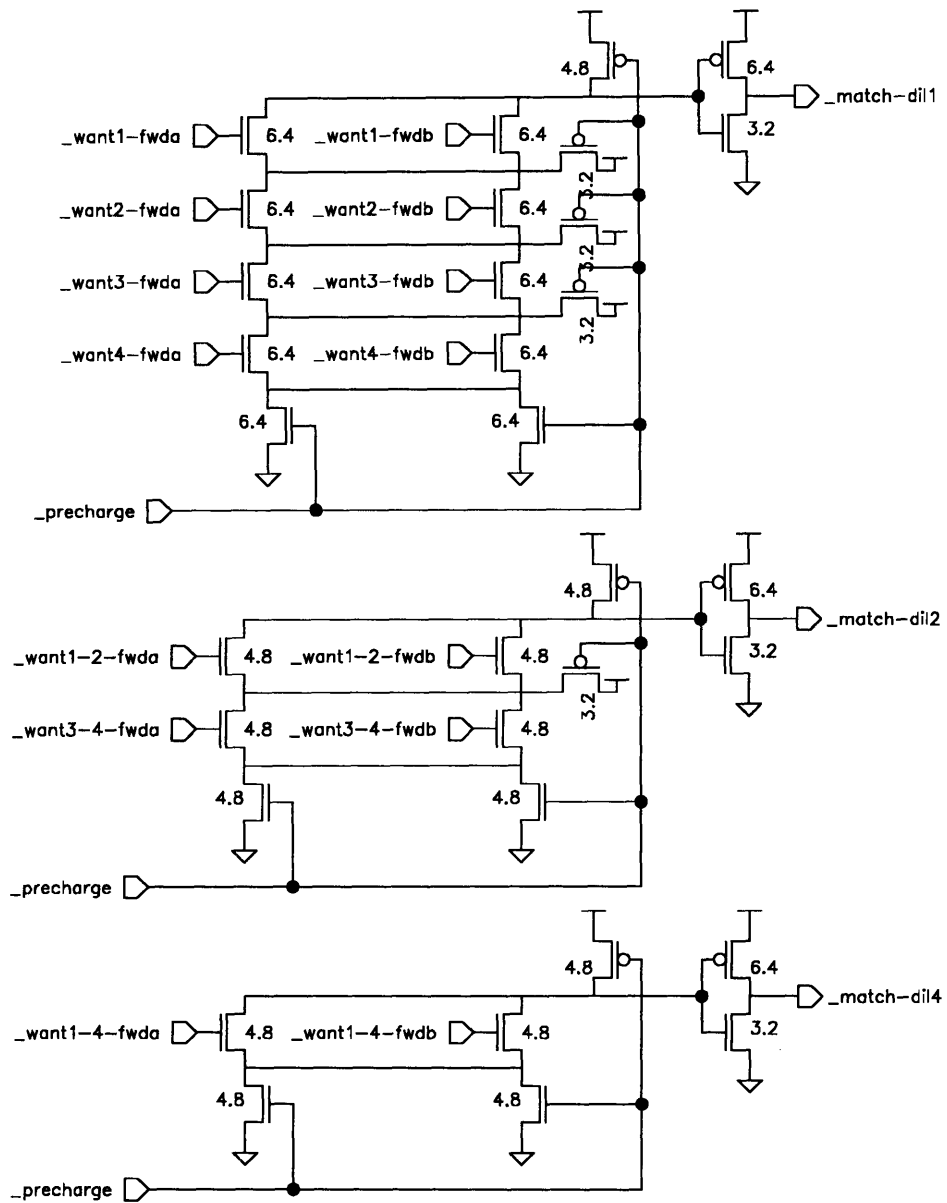 4.8
6.4
_match-dil1
3.2
_want1-fwda
6.4
_want1-fwdb
6.4
3.2
_want2-fwda
6.4
_want2-fwdb
6.4
3.2
_want3-fwda
6.4
_want3-fwdb
6.4
3.2
_want4-fwda
6.4
_want4-fwdb
6.4
6.4
6.4
_precharge
4.8
6.4
_match-dil2
3.2
_want1-2-fwda
4.8
_want1-2-fwdb
4.8
3.2
_want3-4-fwda
4.8
_want3-4-fwdb
4.8
4.8
4.8
_precharge
4.8
6.4
_match-dil4
3.2
_want1-4-fwda
4.8
_want1-4-fwdb
4.8
4.8
4.8
_precharge